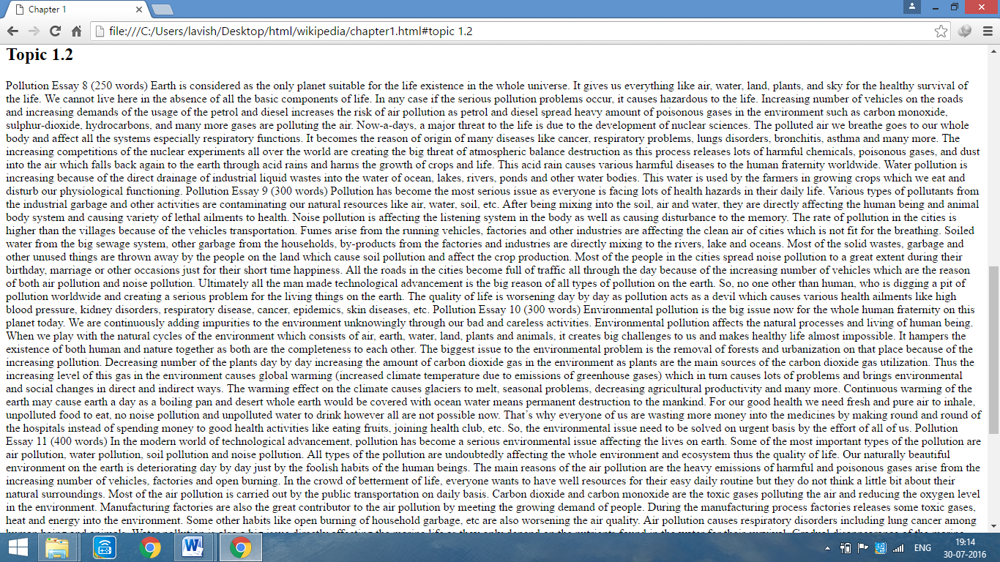 Chapter 1
file:///C:/Users/lavish/Desktop/html/wikipedia/chapter1.html#topic 1.2
Topic 1.2
Pollution Essay 8 (250 words) Earth is considered as the only planet suitable for the life existence in the whole universe. It gives us everything like air, water, land, plants, and sky for the healthy survival of
the life. We cannot live here in the absence of all the basic components of life. In any case if the serious pollution problems occur, it causes hazardous to the life. Increasing number of vehicles on the roads
and increasing demands of the usage of the petrol and diesel increases the risk of air pollution as petrol and diesel spread heavy amount of poisonous gases in the environment such as carbon monoxide,
sulphur-dioxide, hydrocarbons, and many more gases are polluting the air. Now-a-days, a major threat to the life is due to the development of nuclear sciences. The polluted air we breathe goes to our whole
body and affect all the systems especially respiratory functions. It becomes the reason of origin of many diseases like cancer, respiratory problems, lungs disorders, bronchitis, asthma and many more. The
increasing competitions of the nuclear experiments all over the world are creating the big threat of atmospheric balance destruction as this process releases lots of harmful chemicals, poisonous gases, and dust
into the air which falls back again to the earth through acid rains and harms the growth of crops and life. This acid rain causes various harmful diseases to the human fraternity worldwide. Water pollution is
increasing because of the direct drainage of industrial liquid wastes into the water of ocean, lakes, rivers, ponds and other water bodies. This water is used by the farmers in growing crops which we eat and
disturb our physiological functioning. Pollution Essay 9 (300 words) Pollution has become the most serious issue as everyone is facing lots of health hazards in their daily life. Various types of pollutants from
the industrial garbage and other activities are contaminating our natural resources like air, water, soil, etc. After being mixing into the soil, air and water, they are directly affecting the human being and animal
body system and causing variety of lethal ailments to health. Noise pollution is affecting the listening system in the body as well as causing disturbance to the memory. The rate of pollution in the cities is
higher than the villages because of the vehicles transportation. Fumes arise from the running vehicles, factories and other industries are affecting the clean air of cities which is not fit for the breathing. Soiled
water from the big sewage system, other garbage from the households, by-products from the factories and industries are directly mixing to the rivers, lake and oceans. Most of the solid wastes, garbage and
other unused things are thrown away by the people on the land which cause soil pollution and affect the crop production. Most of the people in the cities spread noise pollution to a great extent during their
birthday, marriage or other occasions just for their short time happiness. All the roads in the cities become full of traffic all through the day because of the increasing number of vehicles which are the reason
of both air pollution and noise pollution. Ultimately all the man made technological advancement is the big reason of all types of pollution on the earth. So, no one other than human, who is digging a pit of
pollution worldwide and creating a serious problem for the living things on the earth. The quality of life is worsening day by day as pollution acts as a devil which causes various health ailments like high
blood pressure, kidney disorders, respiratory disease, cancer, epidemics, skin diseases, etc. Pollution Essay 10 (300 words) Environmental pollution is the big issue now for the whole human fraternity on this
planet today. We are continuously adding impurities to the environment unknowingly through our bad and careless activities. Environmental pollution affects the natural processes and living of human being.
When we play with the natural cycles of the environment which consists of air, earth, water, land, plants and animals, it creates big challenges to us and makes healthy life almost impossible. It hampers the
existence of both human and nature together as both are the completeness to each other. The biggest issue to the environmental problem is the removal of forests and urbanization on that place because of the
increasing pollution. Decreasing number of the plants day by day increasing the amount of carbon dioxide gas in the environment as plants are the main sources of the carbon dioxide gas utilization. Thus the
increasing level of this gas in the environment causes global warming (increased climate temperature due to emissions of greenhouse gases) which in turn causes lots of problems and brings environmental
and social changes in direct and indirect ways. The warming effect on the climate causes glaciers to melt, seasonal problems, decreasing agricultural productivity and many more. Continuous warming of the
earth may cause earth a day as a boiling pan and desert whole earth would be covered with ocean water means permanent destruction to the mankind. For our good health we need fresh and pure air to inhale,
unpolluted food to eat, no noise pollution and unpolluted water to drink however all are not possible now. That’s why everyone of us are wasting more money into the medicines by making round and round of
the hospitals instead of spending money to good health activities like eating fruits, joining health club, etc. So, the environmental issue need to be solved on urgent basis by the effort of all of us. Pollution
Essay 11 (400 words) In the modern world of technological advancement, pollution has become a serious environmental issue affecting the lives on earth. Some of the most important types of the pollution are
air pollution, water pollution, soil pollution and noise pollution. All types of the pollution are undoubtedly affecting the whole environment and ecosystem thus the quality of life. Our naturally beautiful
environment on the earth is deteriorating day by day just by the foolish habits of the human beings. The main reasons of the air pollution are the heavy emissions of harmful and poisonous gases arise from the
increasing number of vehicles, factories and open burning. In the crowd of betterment of life, everyone wants to have well resources for their easy daily routine but they do not think a little bit about their
natural surroundings. Most of the air pollution is carried out by the public transportation on daily basis. Carbon dioxide and carbon monoxide are the toxic gases polluting the air and reducing the oxygen level
in the environment. Manufacturing factories are also the great contributor to the air pollution by meeting the growing demand of people. During the manufacturing process factories releases some toxic gases,
heat and energy into the environment. Some other habits like open burning of household garbage, etc are also worsening the air quality. Air pollution causes respiratory disorders including lung cancer among
ENG
19:14
30-07-2016